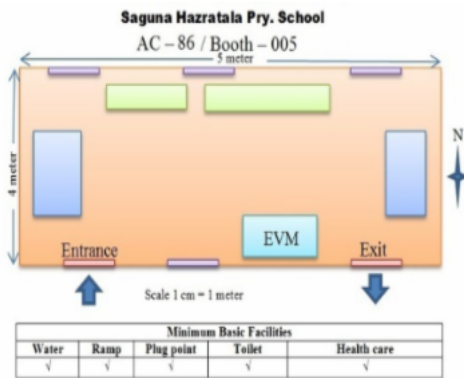 Saguna Hazratala Pry. School
AC – 86 / Booth – 005
5 meter
4 meter
N
EVM
Entrance
Exit
Scale 1 cm = 1 meter
Minimum Basic Facilities
Water Ramp Plug point Toilet Health care
√ √ √ √ √